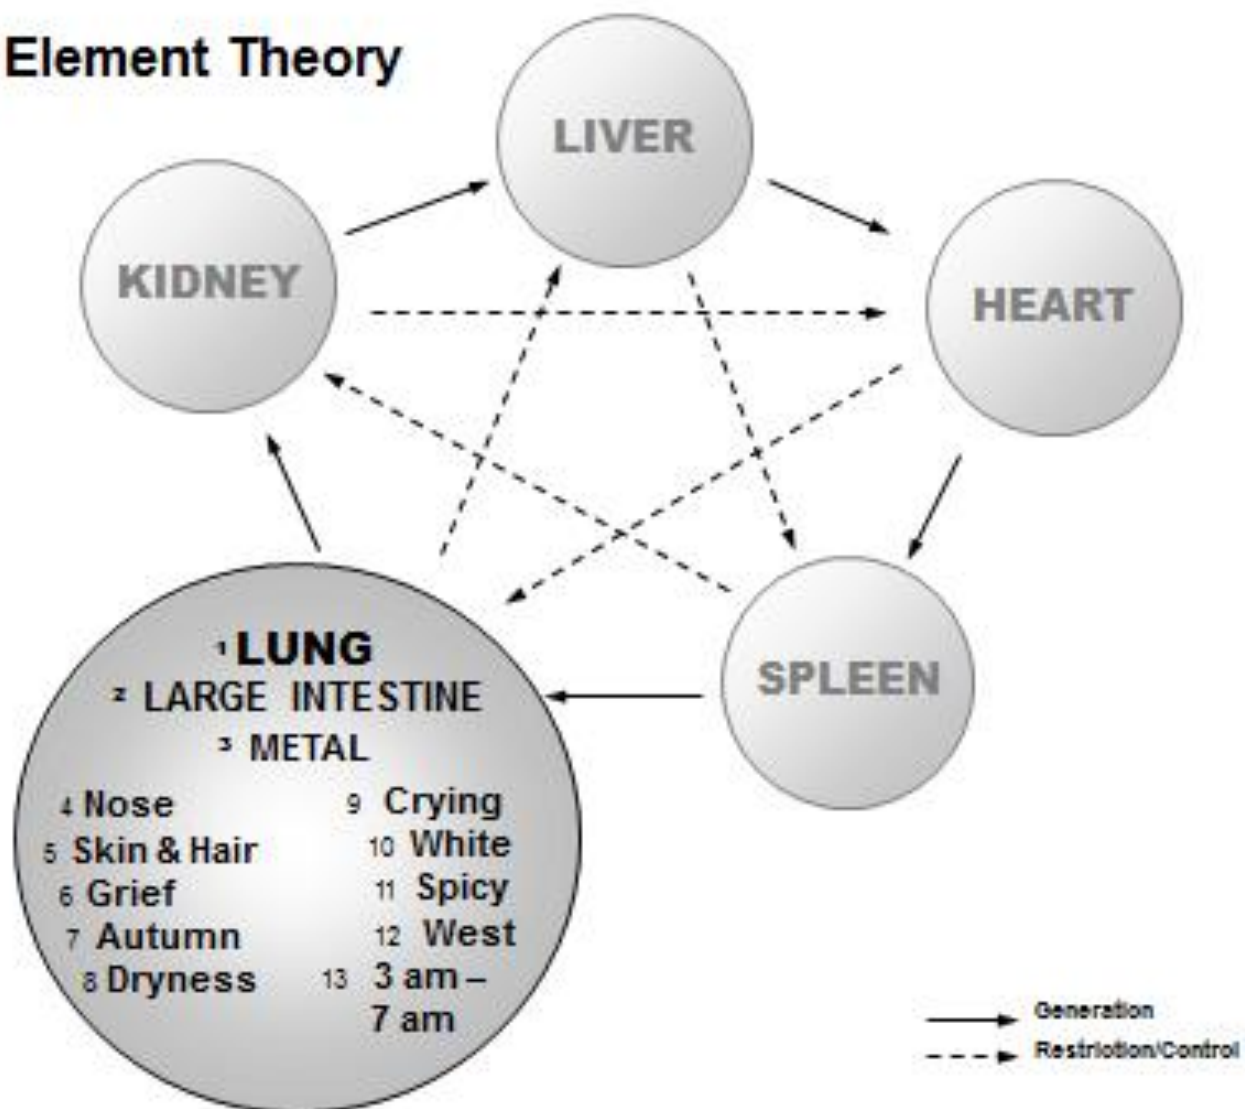 Element Theory
LIVER
KIDNEY
HEART
SPLEEN
1 LUNG
2 LARGE INTESTINE
3 METAL
4 Nose
5 Skin & Hair
6 Grief
7 Autumn
8 Dryness
9 Crying
10 White
11 Spicy
12 West
13 3 am –
7 am
Generation
Restriction/Control